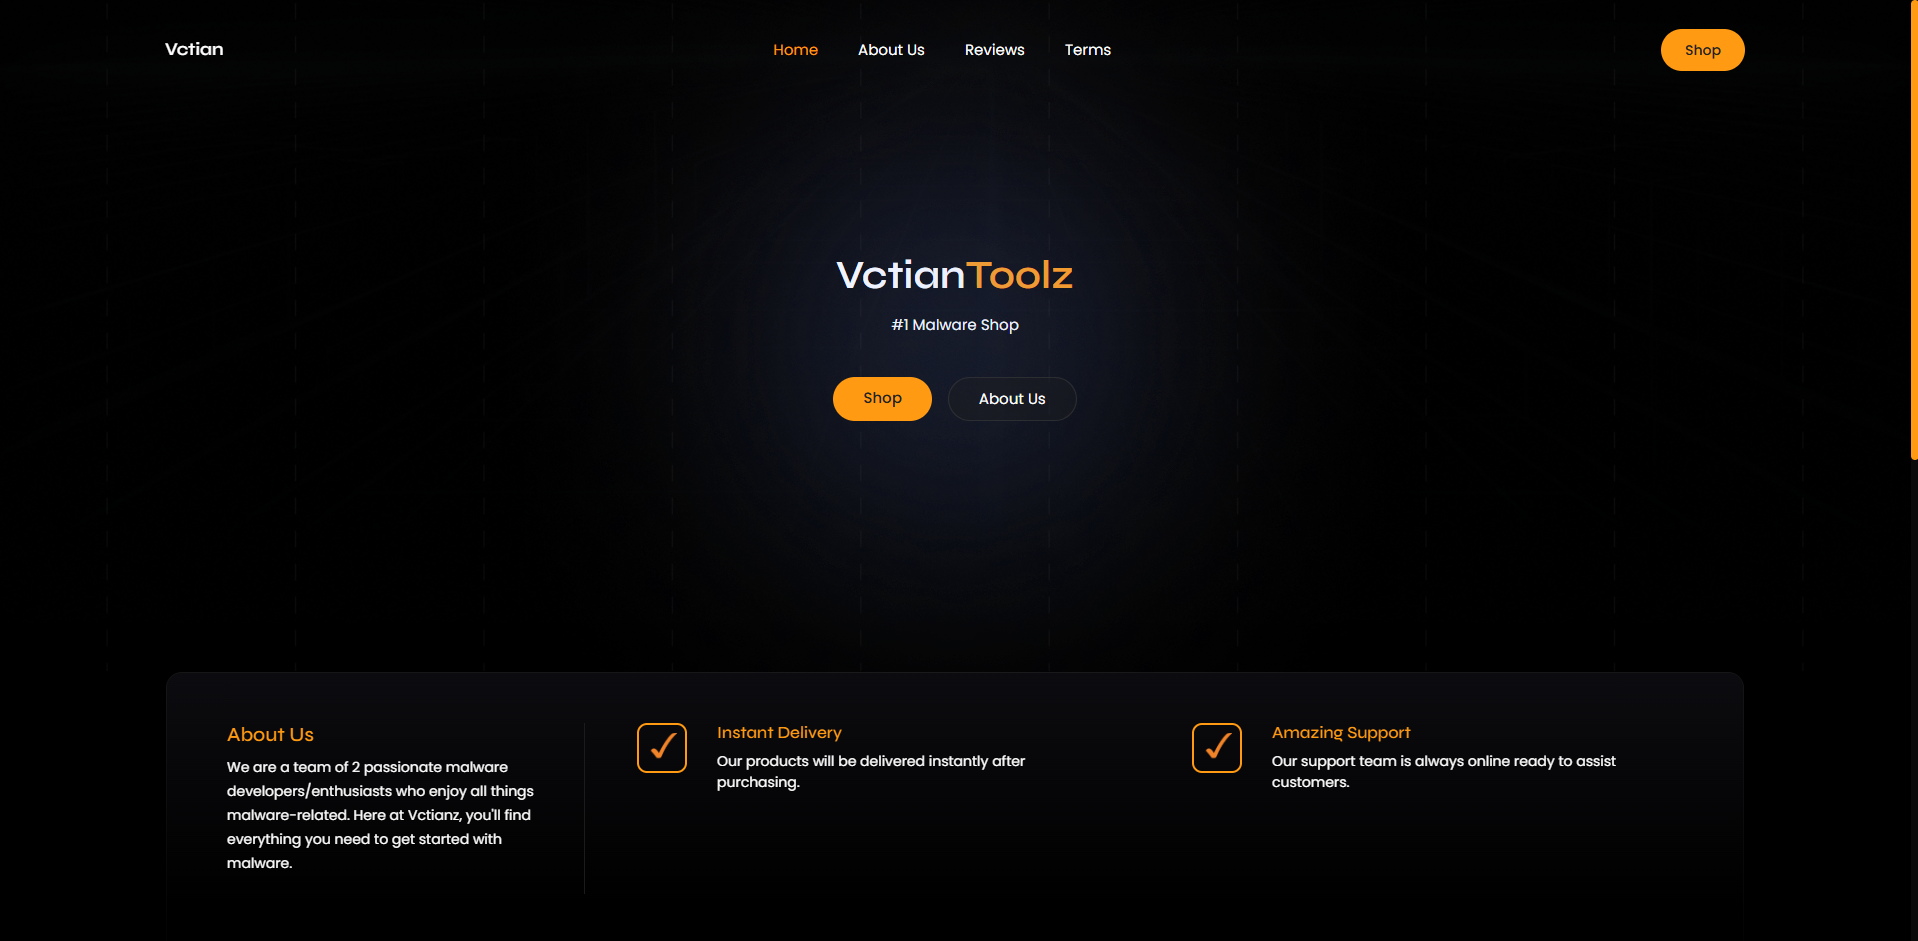 Vctian
Home
About Us
Reviews
Terms
Shop
VctianToolz
#1 Malware Shop
Shop
About Us
About Us
We are a team of 2 passionate malware
developers/enthusiasts who enjoy all things
malware-related. Here at Vctianz, you'll find
everything you need to get started with
malware.
Instant Delivery
Our products will be delivered instantly after
purchasing.
Amazing Support
Our support team is always online ready to assist
customers.